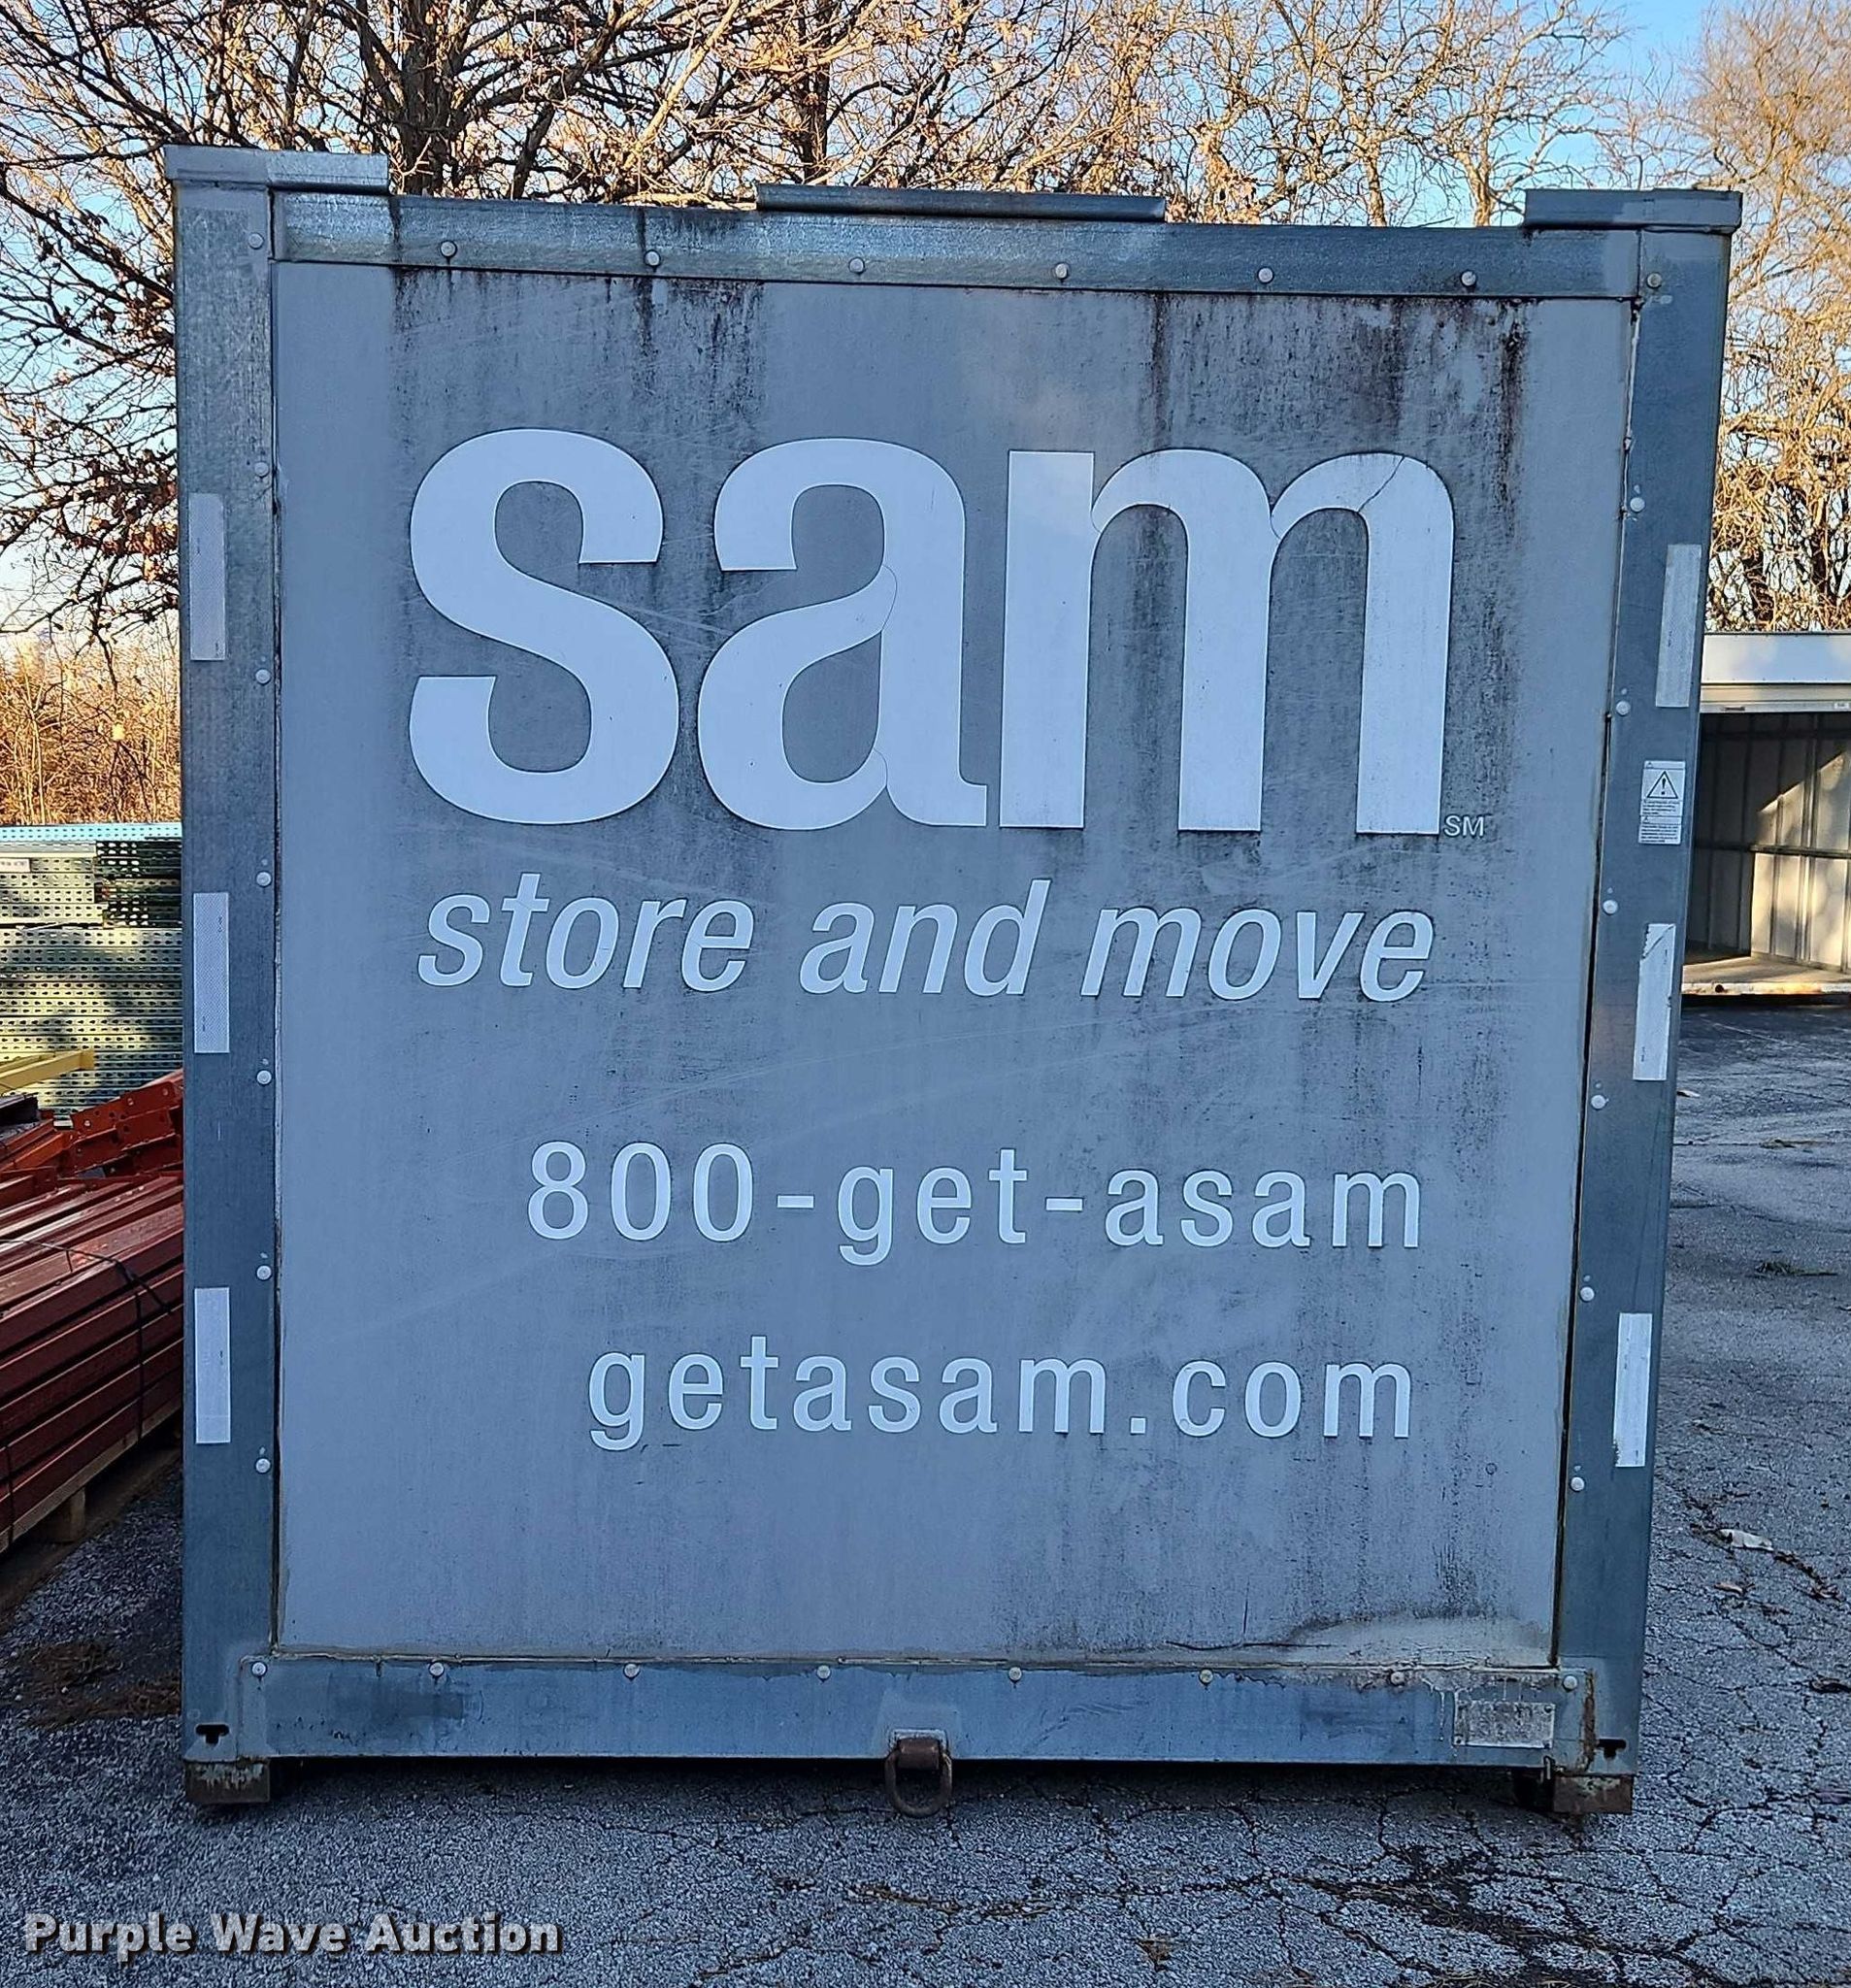 sam
SM
store and move
800-get-asam
getasam.com
Purple Wave Auction